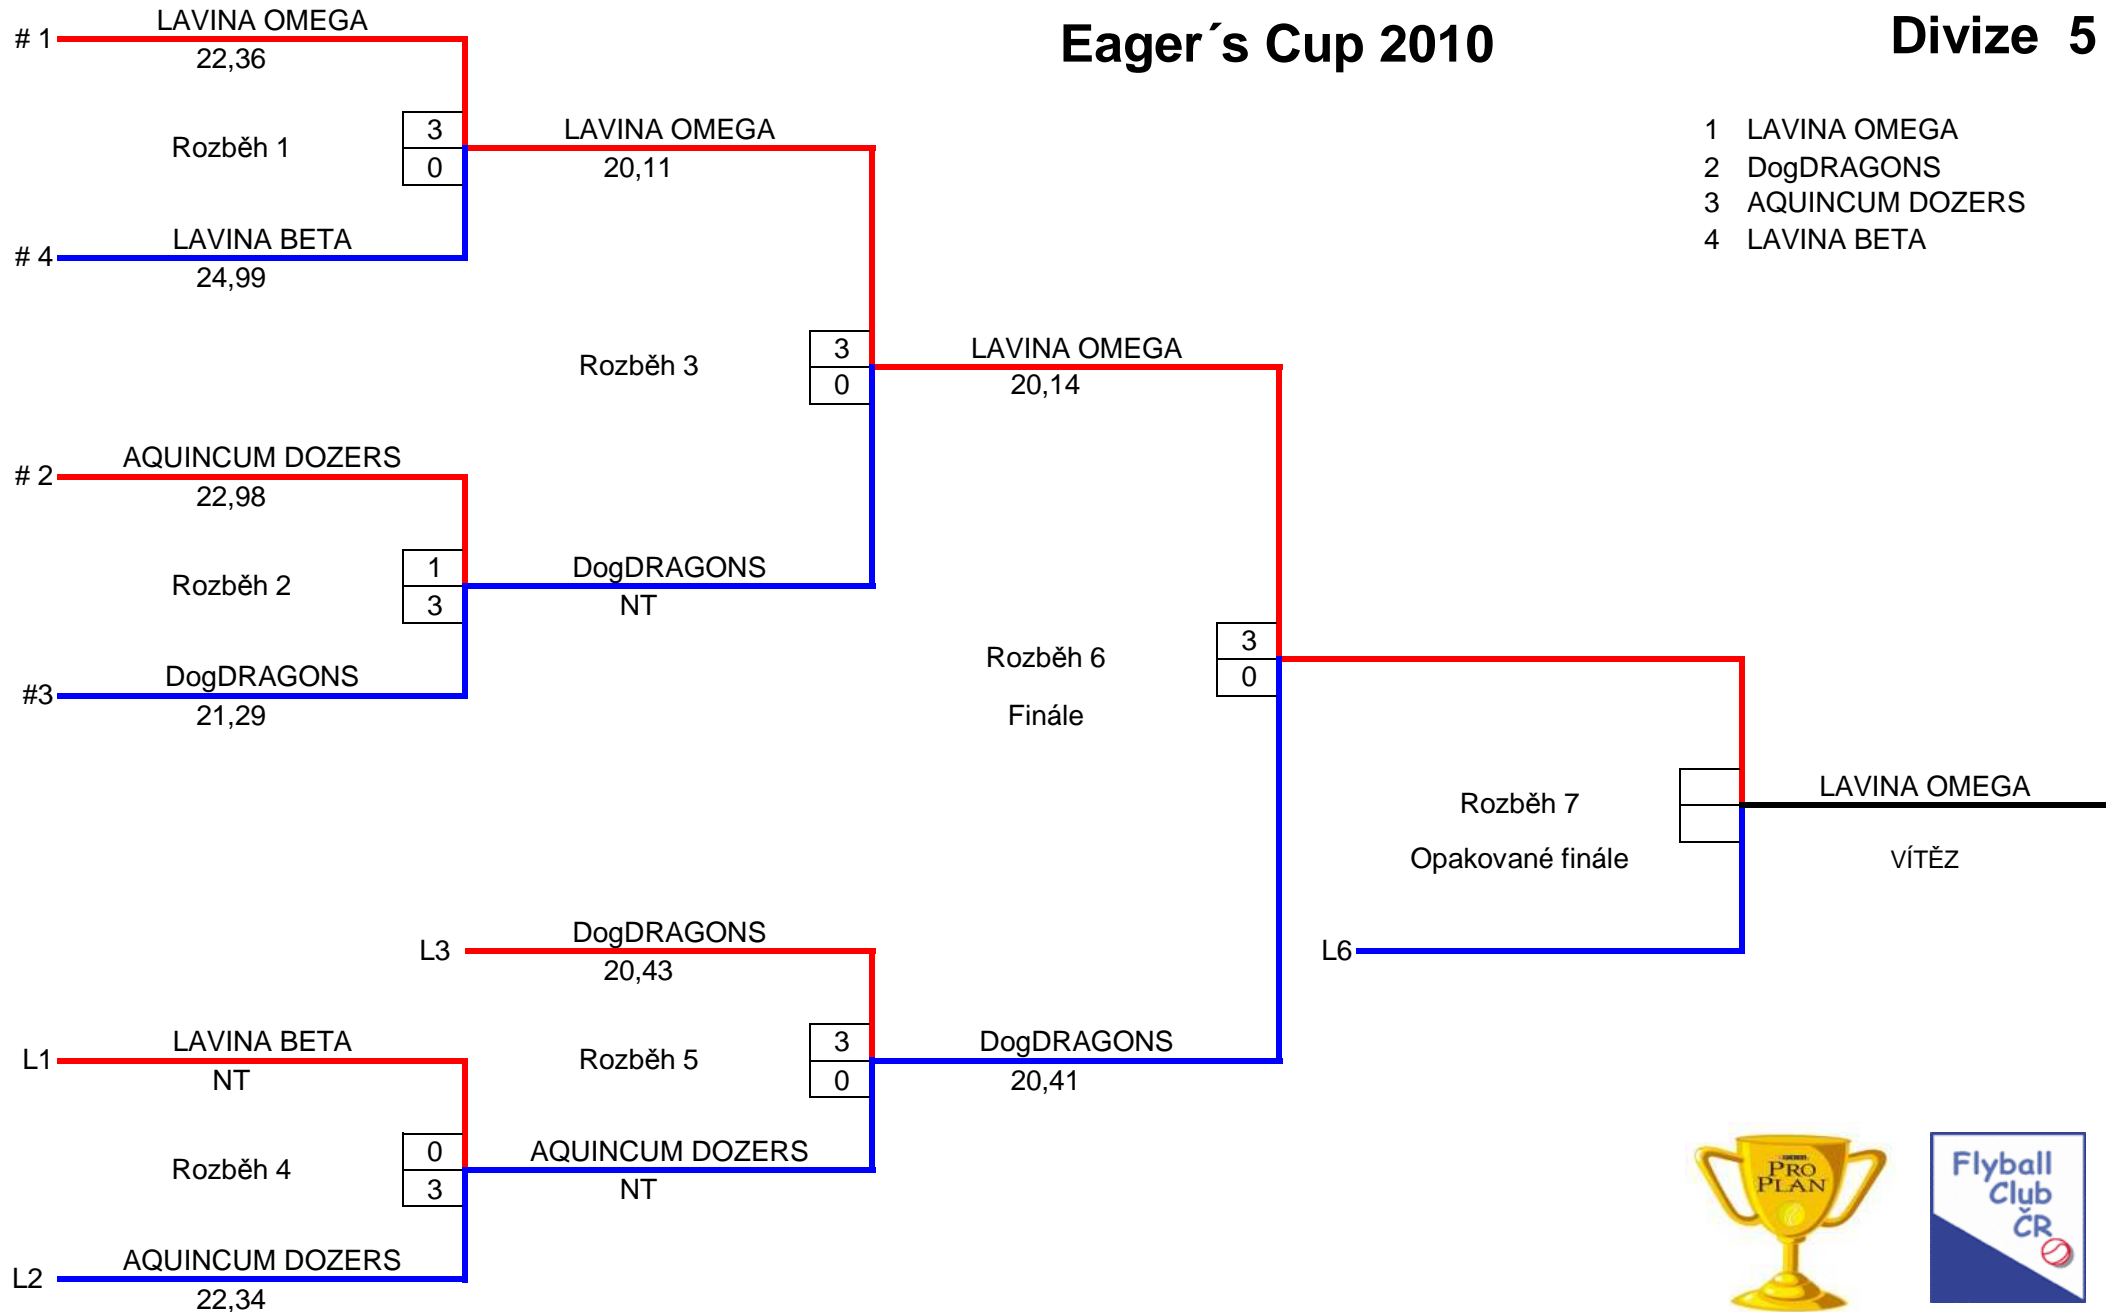 Eager´s Cup 2010
Divize 5
1 LAVINA OMEGA
2 DogDRAGONS
3 AQUINCUM DOZERS
4 LAVINA BETA
# 1
LAVINA OMEGA
22,36
Rozběh 1
3
0
# 4
LAVINA BETA
24,99
LAVINA OMEGA
20,11
Rozběh 3
3
0
LAVINA OMEGA
20,14
# 2
AQUINCUM DOZERS
22,98
Rozběh 2
1
3
#3
DogDRAGONS
21,29
DogDRAGONS
NT
Rozběh 6
Finále
3
0
Rozběh 7
Opakované finále
LAVINA OMEGA
VÍTĚZ
L6
L3
DogDRAGONS
20,43
Rozběh 5
3
0
DogDRAGONS
20,41
L1
LAVINA BETA
NT
Rozběh 4
0
3
L2
AQUINCUM DOZERS
22,34
AQUINCUM DOZERS
NT
PRO
PLAN
Flyball
Club
ČR